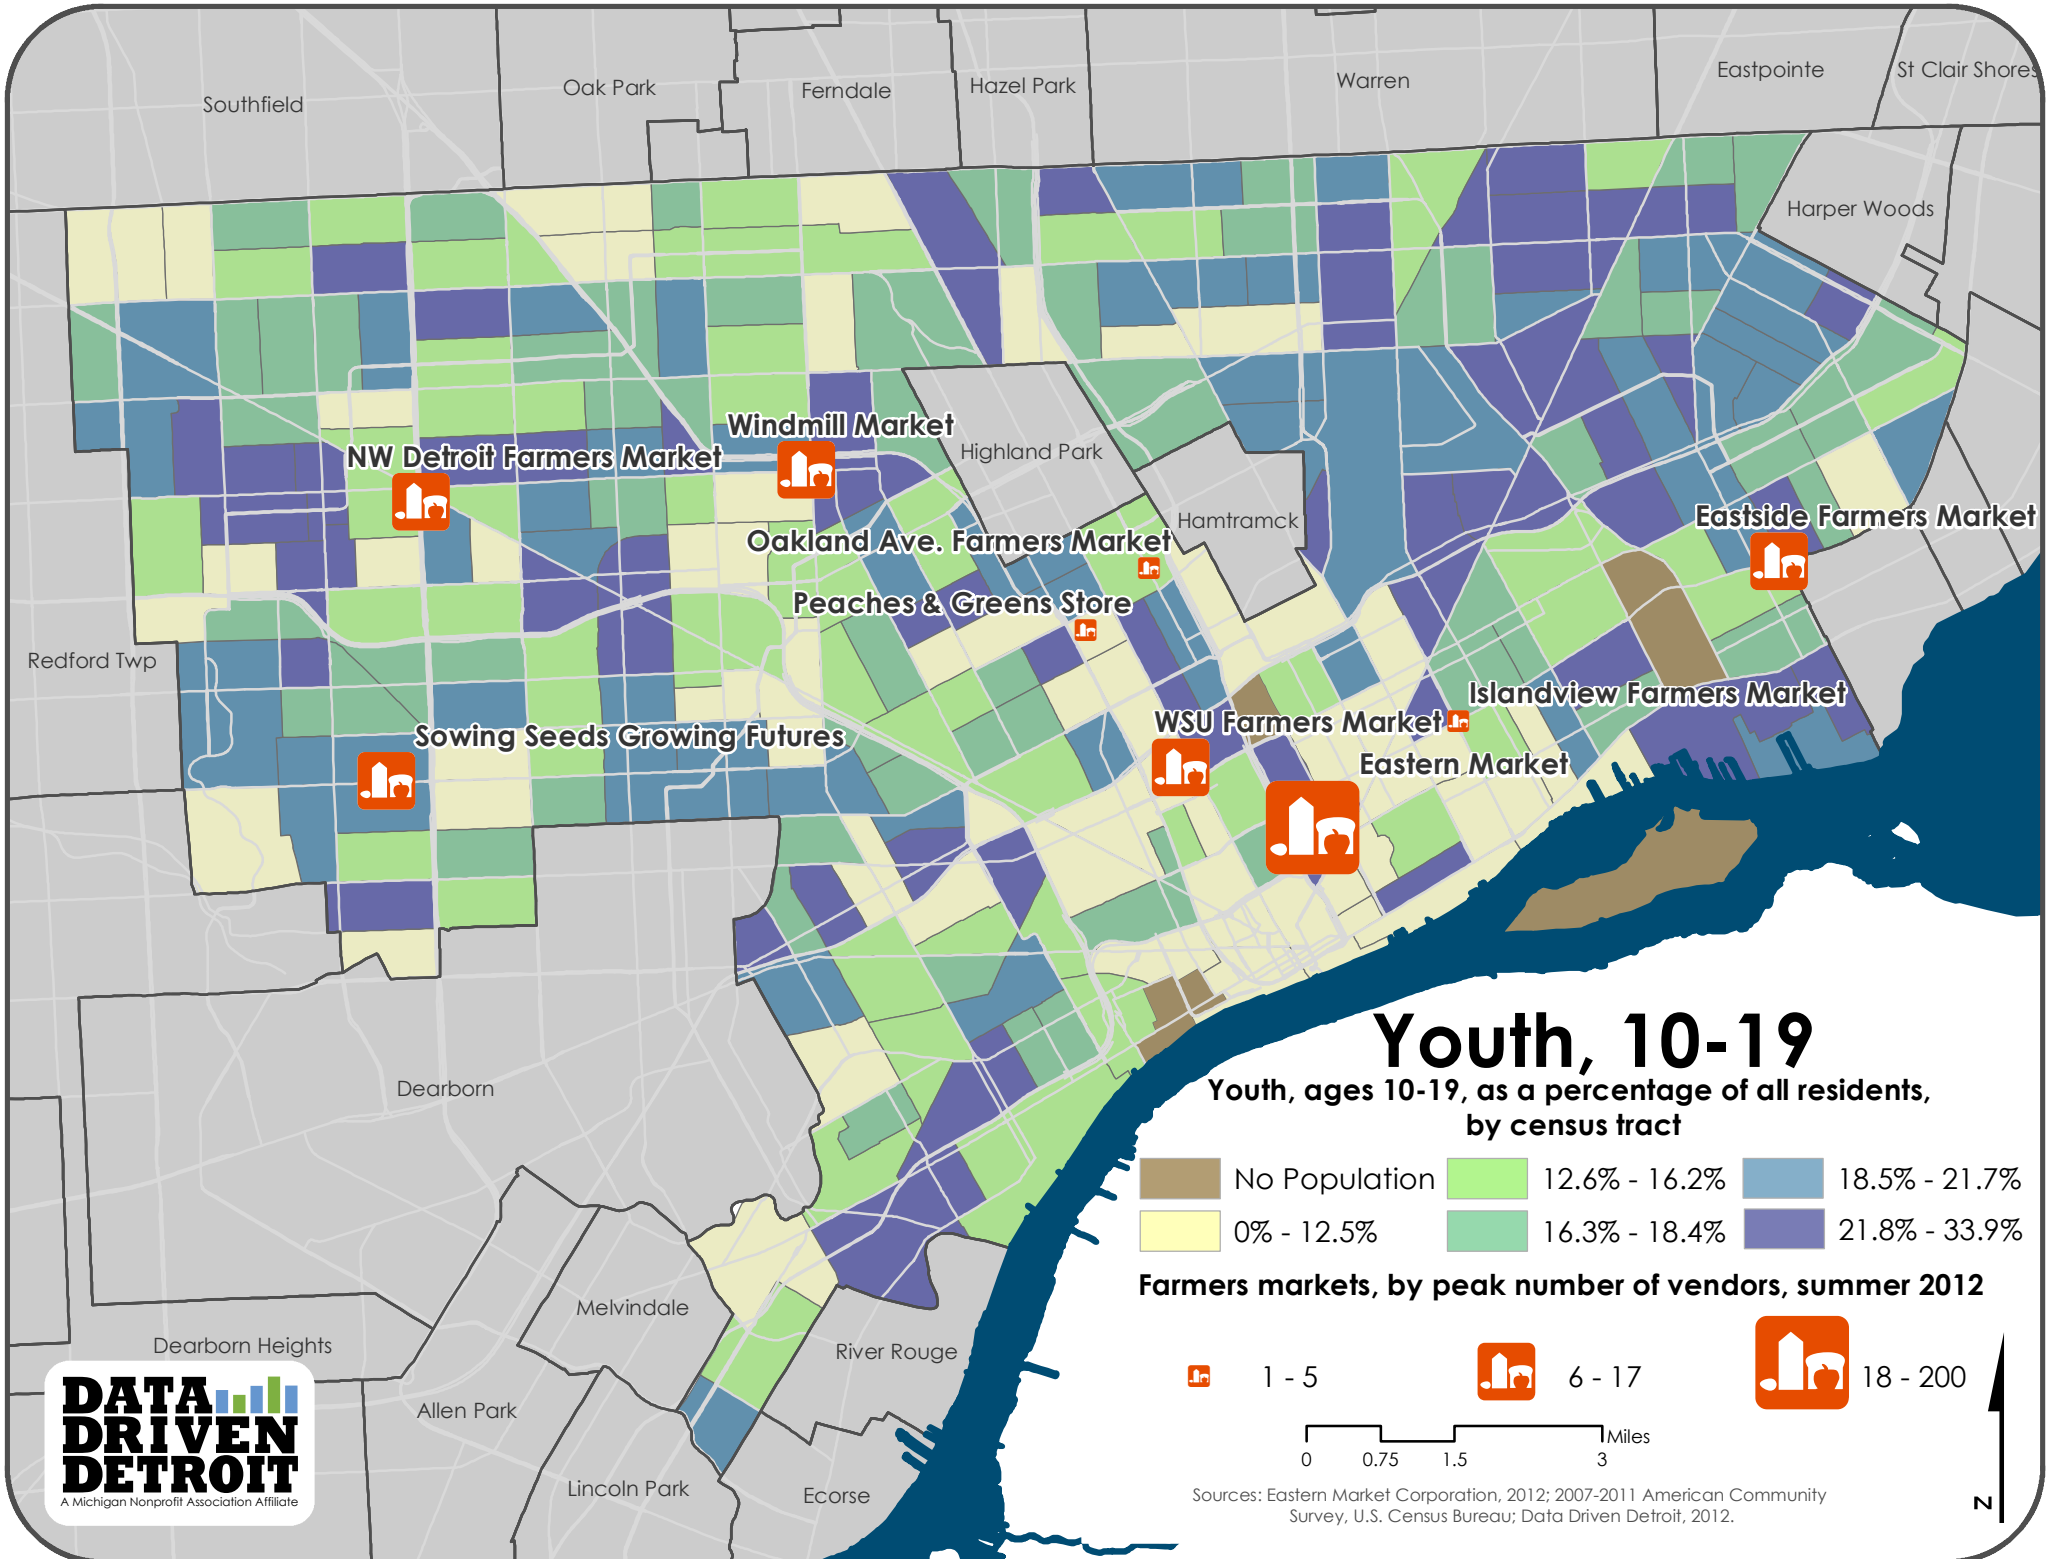 Southfield
Oak Park
Ferndale
Hazel Park
Warren
Eastpointe
St Clair Shores
Harper Woods
Windmill Market
Highland Park
NW Detroit Farmers Market
Hamtramck
Eastside Farmers Market
Oakland Ave. Farmers Market
Peaches & Greens Store
Redford Twp
Islandview Farmers Market
WSU Farmers Market
Sowing Seeds Growing Futures
Eastern Market
Dearborn
Melvindale
Dearborn Heights
River Rouge
Allen Park
Lincoln Park
Ecorse
Youth, 10-19
Youth, ages 10-19, as a percentage of all residents,
by census tract
No Population
12.6% - 16.2%
18.5% - 21.7%
0% - 12.5%
16.3% - 18.4%
21.8% - 33.9%
Farmers markets, by peak number of vendors, summer 2012
1 - 5
6 - 17
18 - 200
Miles
0 0.75 1.5 3
N
Sources: Eastern Market Corporation, 2012; 2007-2011 American Community
Survey, U.S. Census Bureau; Data Driven Detroit, 2012.
DATA
DRIVEN
DETROIT
A Michigan Nonprofit Association Affiliate